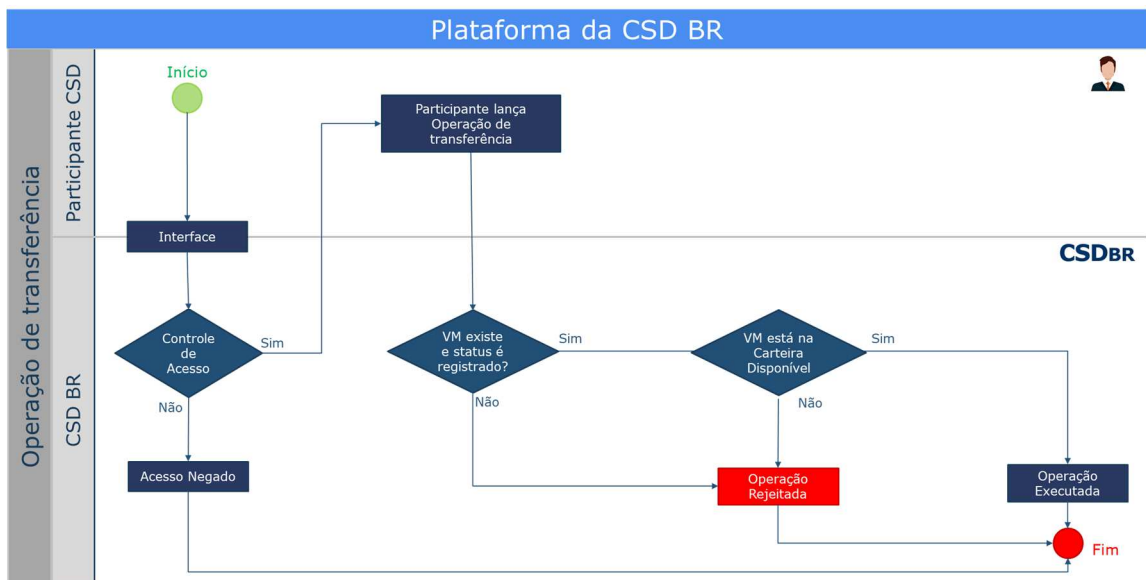 Plataforma da CSD BR
Operação de transferência
Participante CSD
Início
Participante lança
Operação de
transferência
Interface
CSD BR
CSDBR
Controle
de
Acesso
Sim
Não
VM existe
e status é
registrado?
Sim
Não
VM está na
Carteira
Disponível
Sim
Não
Acesso Negado
Operação
Rejeitada
Operação
Executada
Fim